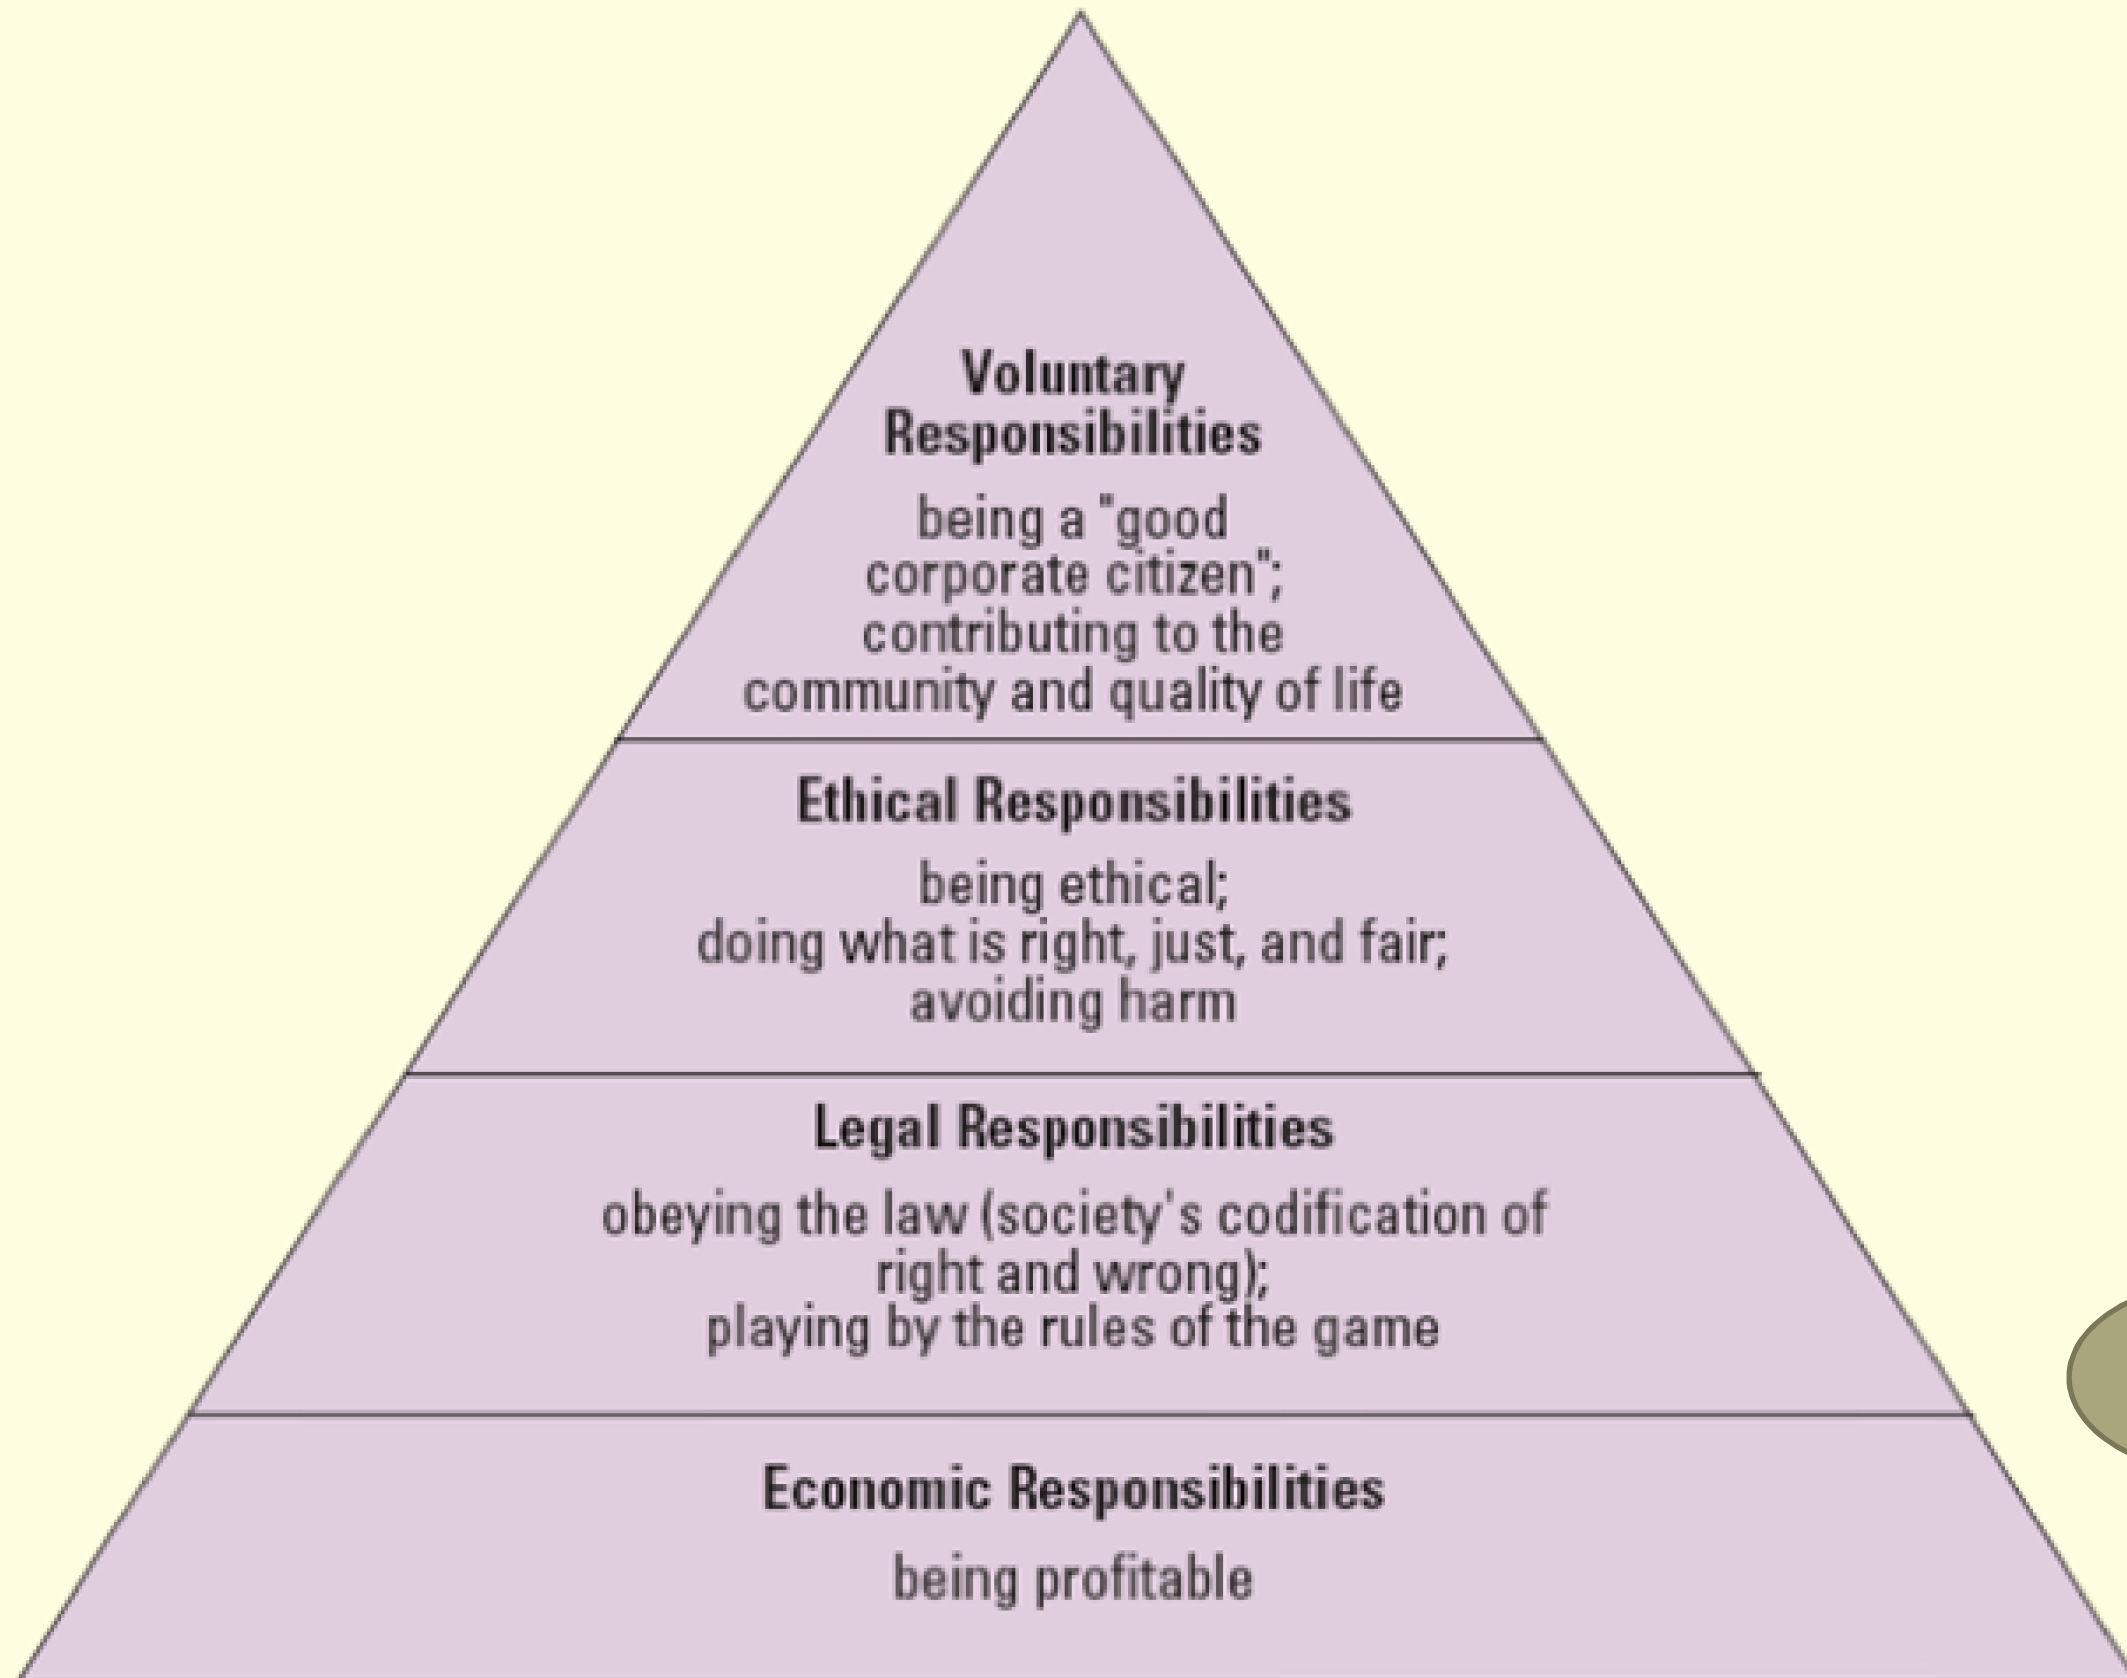 Voluntary
Responsibilities
being a "good
corporate citizen";
contributing to the
community and quality of life
Ethical Responsibilities
being ethical;
doing what is right, just, and fair;
avoiding harm
Legal Responsibilities
obeying the law (society's codification of
right and wrong);
playing by the rules of the game
Economic Responsibilities
being profitable